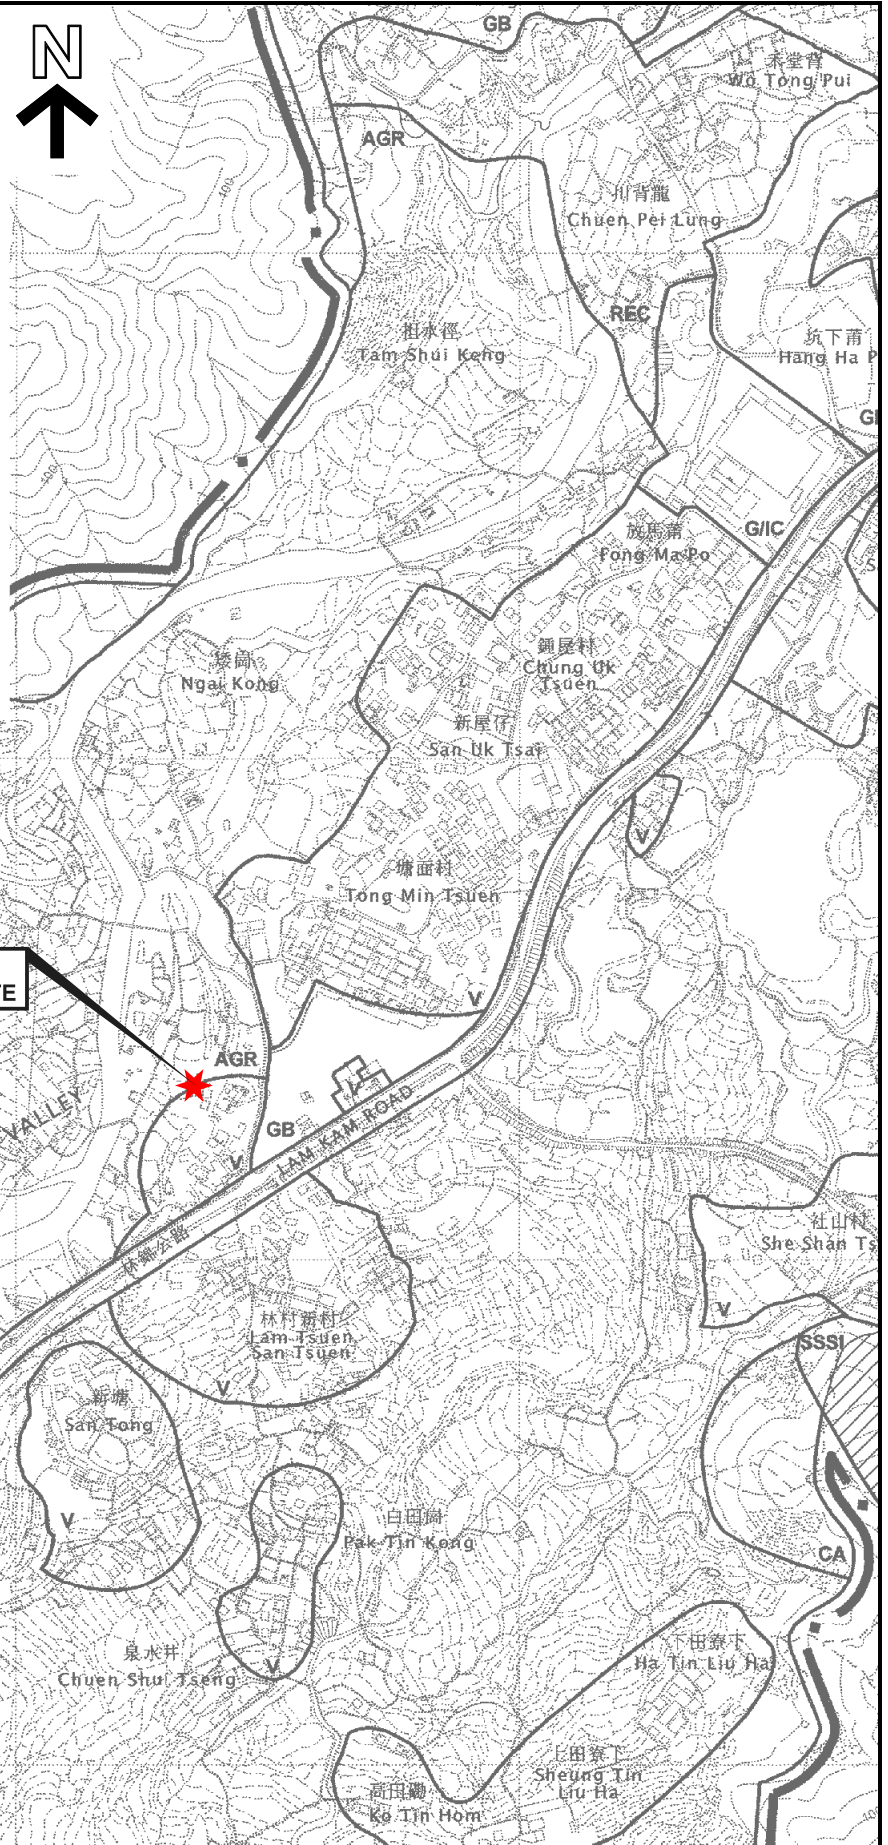 N
GB
禾堂背
Wo Tong Pui
AGR
100
川背龍
Chuen Pei Lung
REC
担水徑
Tam Shui Keng
坑下莆
Hang Ha P
100
G/IC
放馬莆
Fong Ma Po
鍾屋村
Chung Uk
Tsuen
矮崗
Ngai Kong
新屋仔
San Uk Tsai
V
塘面村
Tong Min Tsuen
V
TE
AGR
VALLEY
V
GB
LAM KAM ROAD
V
林錦公路
社山村
She Shan Ts
V
林村新村
Lam Tsuen
San Tsuen
SSSI
V
新塘
San Tong
V
白田崗
Pak Tin Kong
CA
泉水井
Chuen Shui Tseng
V
下田寮下
Ha Tin Liu Ha
上田寮下
Sheung Tin
Liu Ha
高田磡
Ko Tin Hom